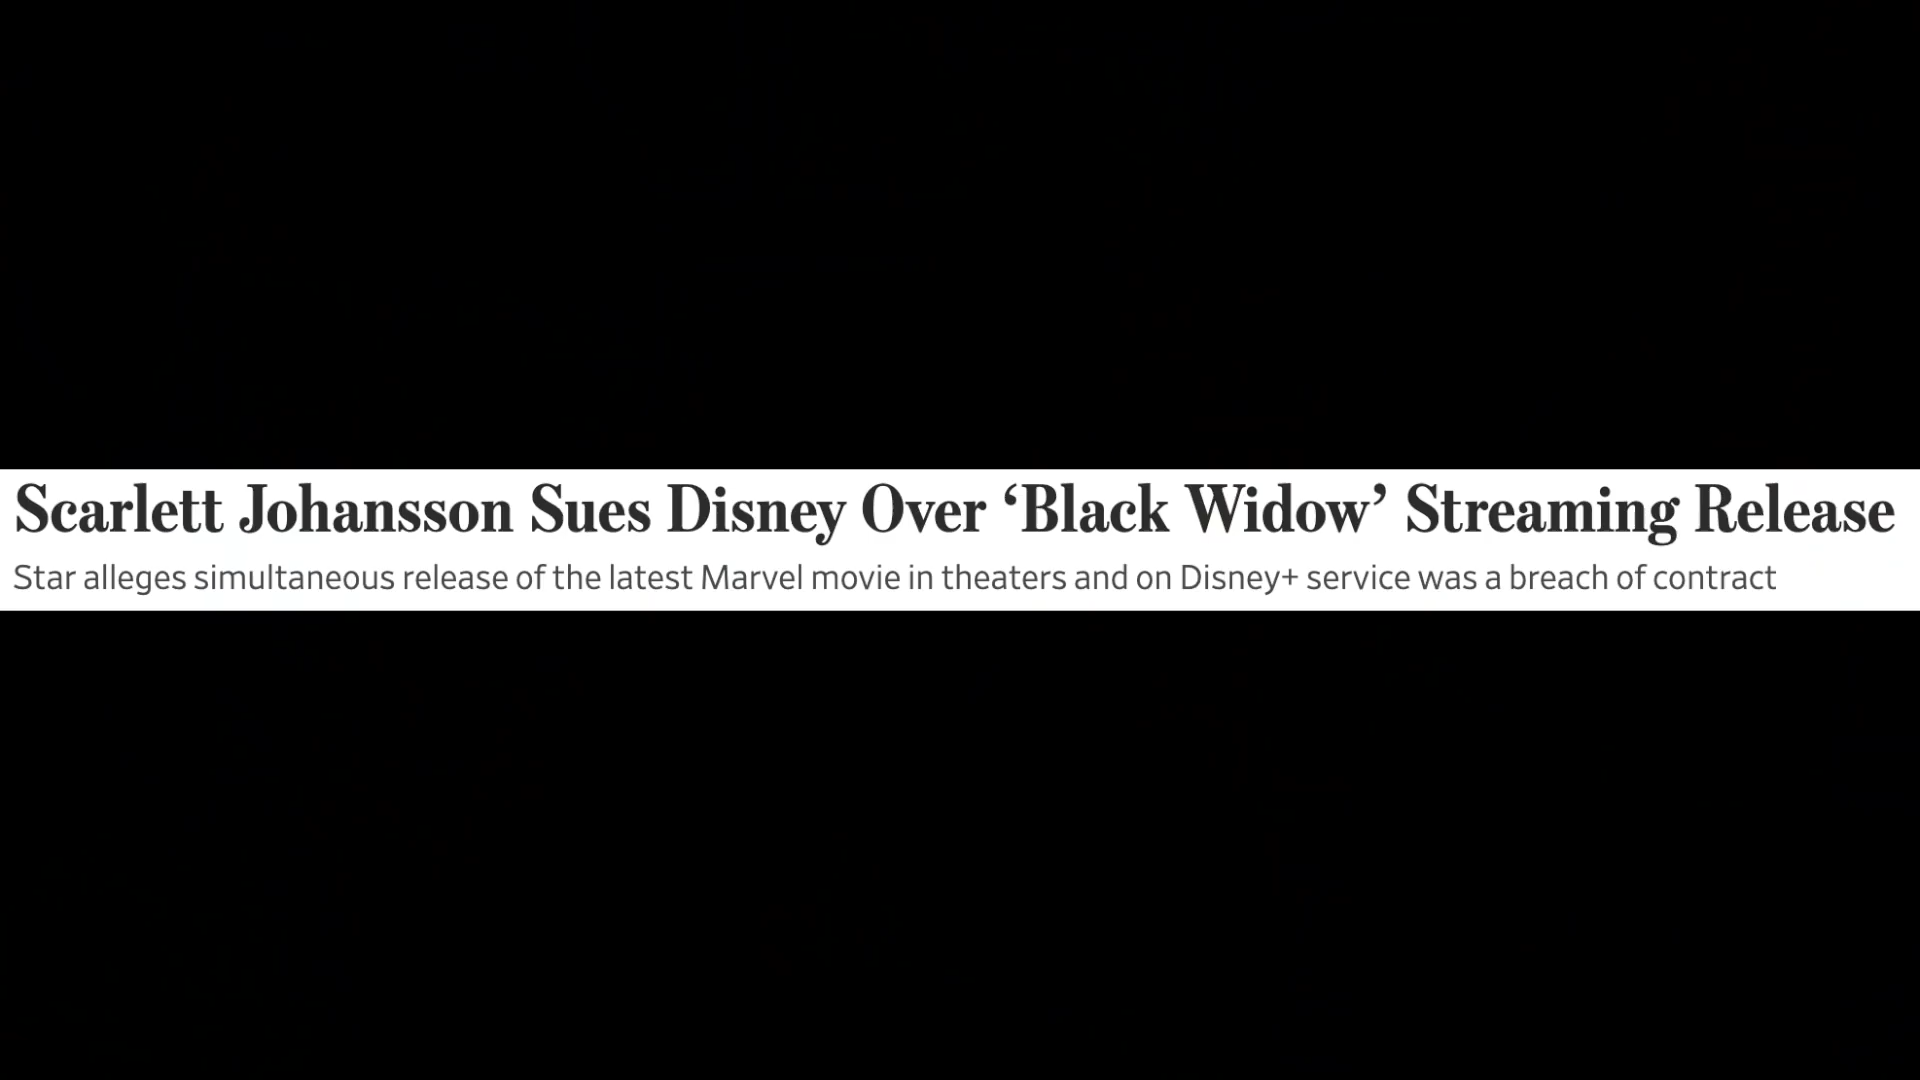 Scarlett Johansson Sues Disney Over ‘Black Widow’ Streaming Release
Star alleges simultaneous release of the latest Marvel movie in theaters and on Disney+ service was a breach of contract